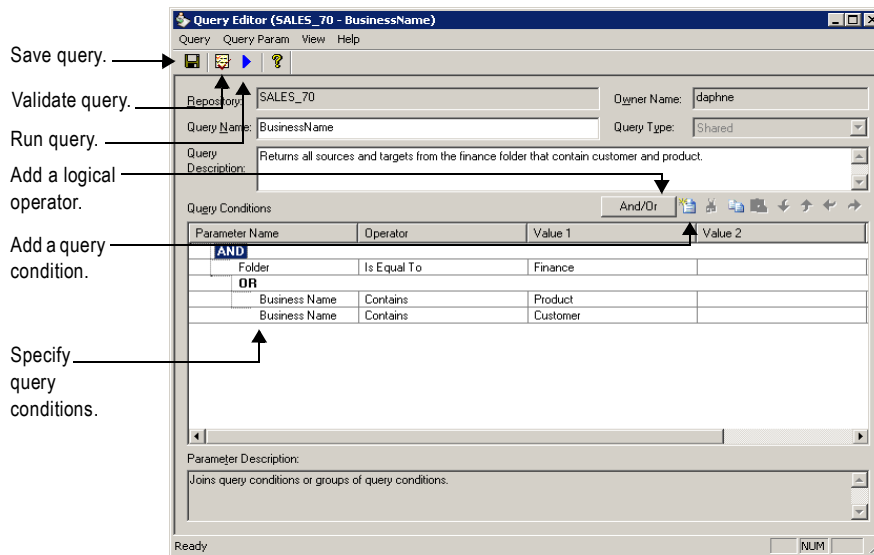 Query Editor (SALES_70 - BusinessName)
Query Query Param View Help
Save query.
Validate query.
Run query.
Add a logical
operator.
Add a query
condition.
Specify
query
conditions.
Repository: SALES_70
Owner Name: daphne
Query Name: BusinessName
Query Type: Shared
Query
Description:
Returns all sources and targets from the finance folder that contain customer and product.
Query Conditions
And/Or
Parameter Name Operator Value 1 Value 2
AND
Folder Is Equal To Finance
OR
Business Name Contains Product
Business Name Contains Customer
Parameter Description:
Joins query conditions or groups of query conditions.
Ready
NUM